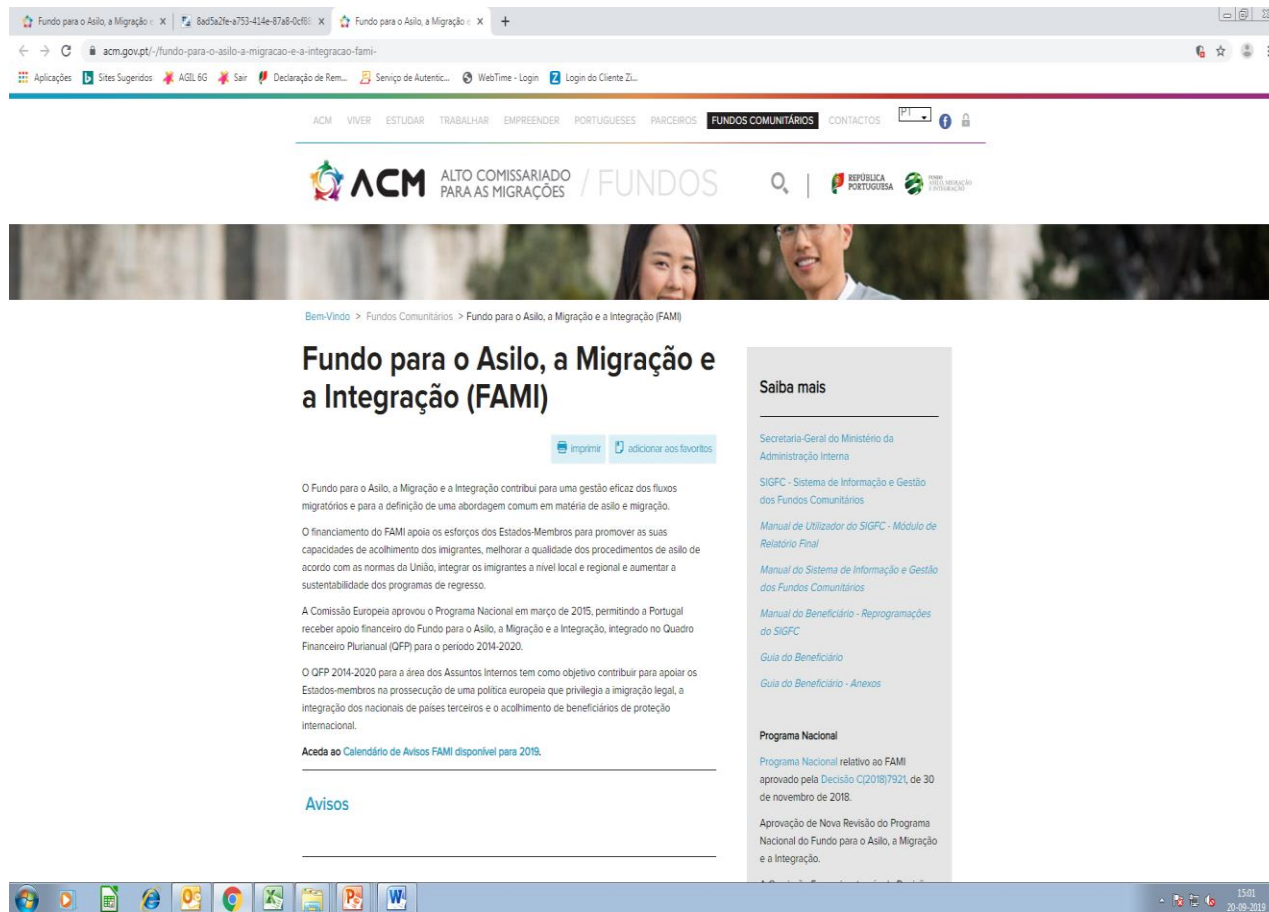 Fundo para o Asilo, a Migração e
8ad5a2fe-a753-414e-87a8-0cf8
Fundo para o Asilo, a Migração e
acm.gov.pt/-/fundo-para-o-asilo-a-migracao-e-a-integracao-fami-
Aplicações Sites Sugeridos AGIL 6G Sair Declaração de Rem... Serviço de Autentic... WebTime - Login Login do Cliente Zi...
ACM VIVER ESTUDAR TRABALHAR EMPREENDER PORTUGUESES PARCEIROS FUNDOS COMUNITÁRIOS CONTACTOS PT
ACM ALTO COMISSARIADO PARA AS MIGRAÇÕES / FUNDOS
REPÚBLICA PORTUGUESA
FUNDO ASILO, MIGRAÇÃO E INTEGRAÇÃO
Bem-Vindo > Fundos Comunitários > Fundo para o Asilo, a Migração e a Integração (FAMI)
Fundo para o Asilo, a Migração e
a Integração (FAMI)
imprimir adicionar aos favoritos
O Fundo para o Asilo, a Migração e a Integração contribui para uma gestão eficaz dos fluxos
migratórios e para a definição de uma abordagem comum em matéria de asilo e migração.
O financiamento do FAMI apoia os esforços dos Estados-Membros para promover as suas
capacidades de acolhimento dos imigrantes, melhorar a qualidade dos procedimentos de asilo de
acordo com as normas da União, integrar os imigrantes a nível local e regional e aumentar a
sustentabilidade dos programas de regresso.
A Comissão Europeia aprovou o Programa Nacional em março de 2015, permitindo a Portugal
receber apoio financeiro do Fundo para o Asilo, a Migração e a Integração, integrado no Quadro
Financeiro Plurianual (QFP) para o período 2014-2020.
O QFP 2014-2020 para a área dos Assuntos Internos tem como objetivo contribuir para apoiar os
Estados-membros na prossecução de uma política europeia que privilegia a imigração legal, a
integração dos nacionais de países terceiros e o acolhimento de beneficiários de proteção
internacional.
Aceda ao Calendário de Avisos FAMI disponível para 2019.
Avisos
Saiba mais
Secretaria-Geral do Ministério da
Administração Interna
SIGFC - Sistema de Informação e Gestão
dos Fundos Comunitários
Manual de Utilizador do SIGFC - Módulo de
Relatório Final
Manual do Sistema de Informação e Gestão
dos Fundos Comunitários
Manual do Beneficiário - Reprogramações
do SIGFC
Guia do Beneficiário
Guia do Beneficiário - Anexos
Programa Nacional
Programa Nacional relativo ao FAMI
aprovado pela Decisão C(2018)7921, de 30
de novembro de 2018.
Aprovação de Nova Revisão do Programa
Nacional do Fundo para o Asilo, a Migração
e a Integração.
15:01
20-09-2019